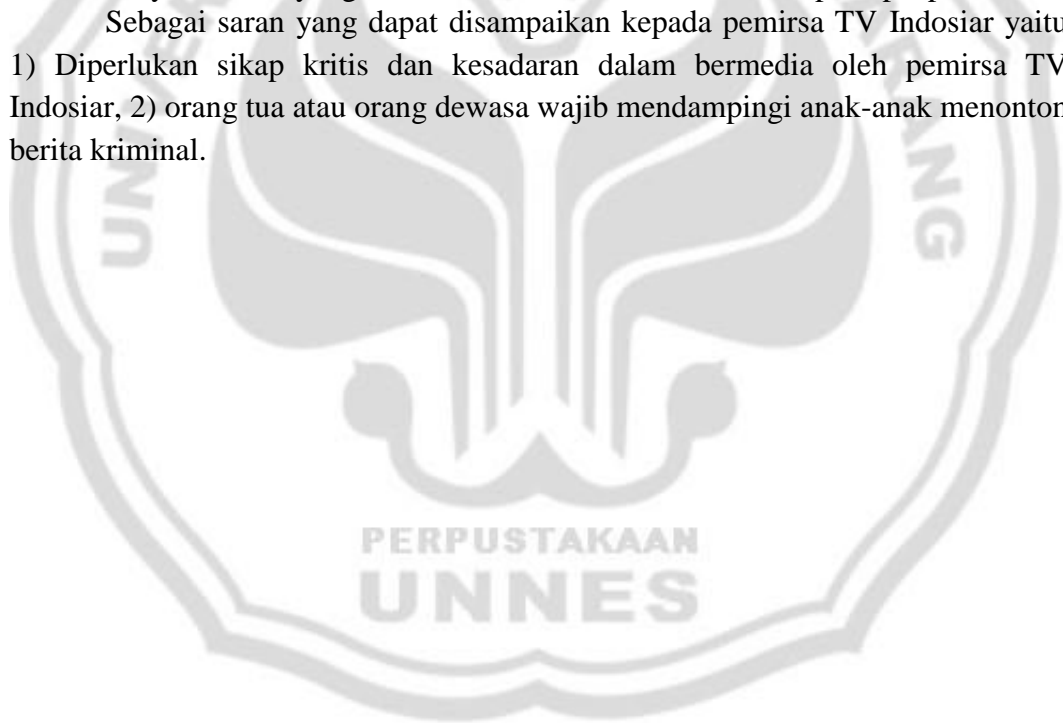 Sebagai saran yang dapat disampaikan kepada pemirsa TV Indosiar yaitu
1) Diperlukan sikap kritis dan kesadaran dalam bermedia oleh pemirsa TV
Indosiar, 2) orang tua atau orang dewasa wajib mendampingi anak-anak menonton
berita kriminal.
PERPUSTAKAAN
UNNES